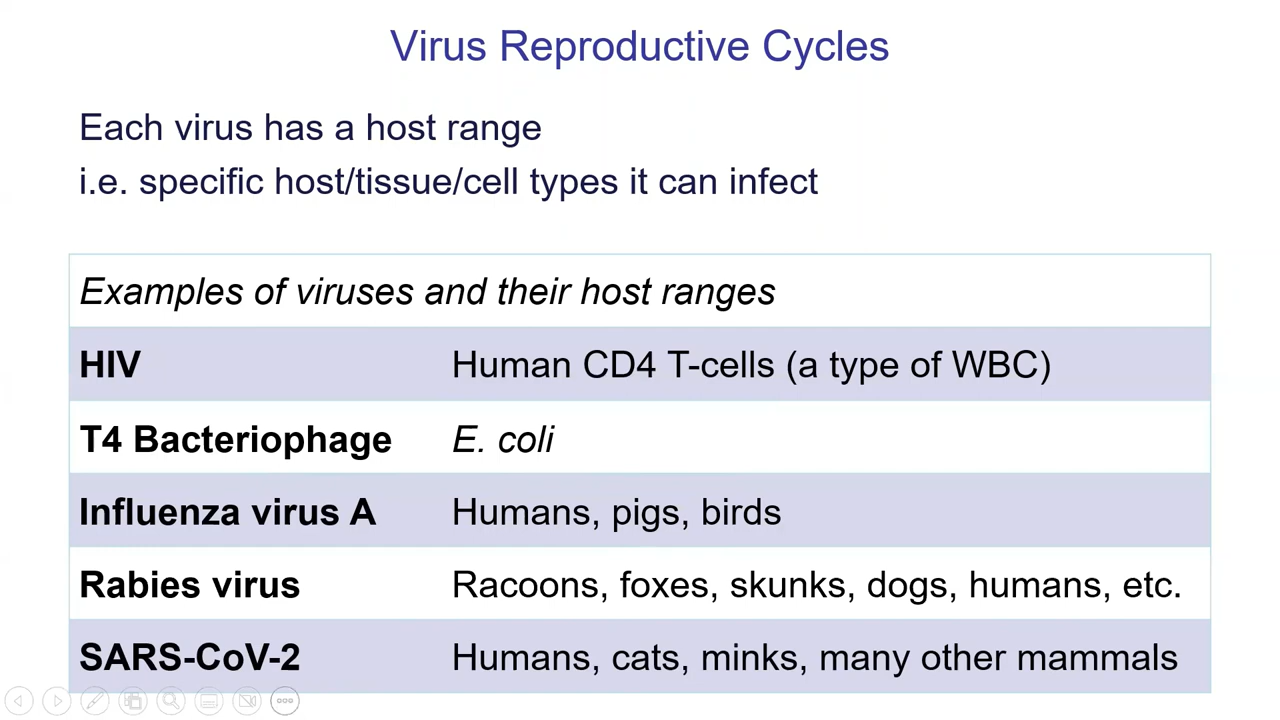 Virus Reproductive Cycles
Each virus has a host range
i.e. specific host/tissue/cell types it can infect
Examples of viruses and their host ranges
HIV Human CD4 T-cells (a type of WBC)
T4 Bacteriophage E. coli
Influenza virus A Humans, pigs, birds
Rabies virus Racoons, foxes, skunks, dogs, humans, etc.
SARS-CoV-2 Humans, cats, minks, many other mammals